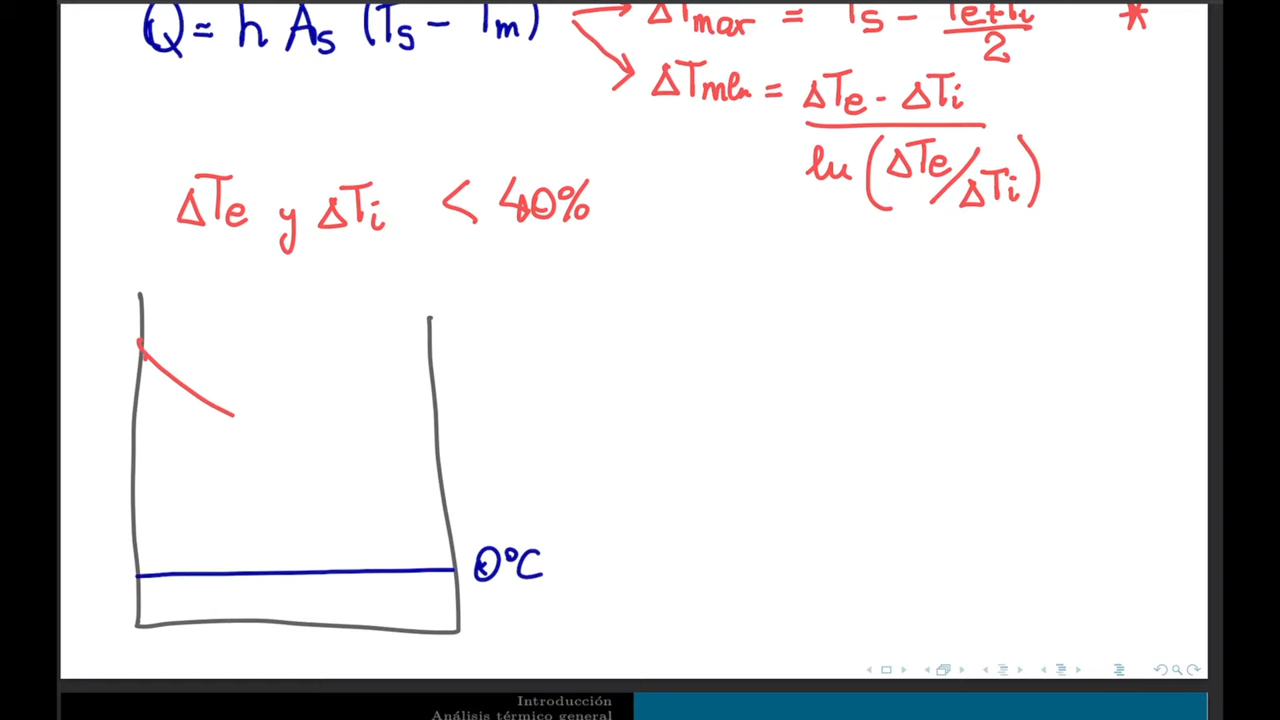 Q = h As (Ts - Tm)
ΔTmar = Ts - Te+Ti/2 *
ΔTmln = ΔTe - ΔTi / ln (ΔTe/ΔTi)
ΔTe y ΔTi < 40%
0°C
Introducción
Análisis térmico general